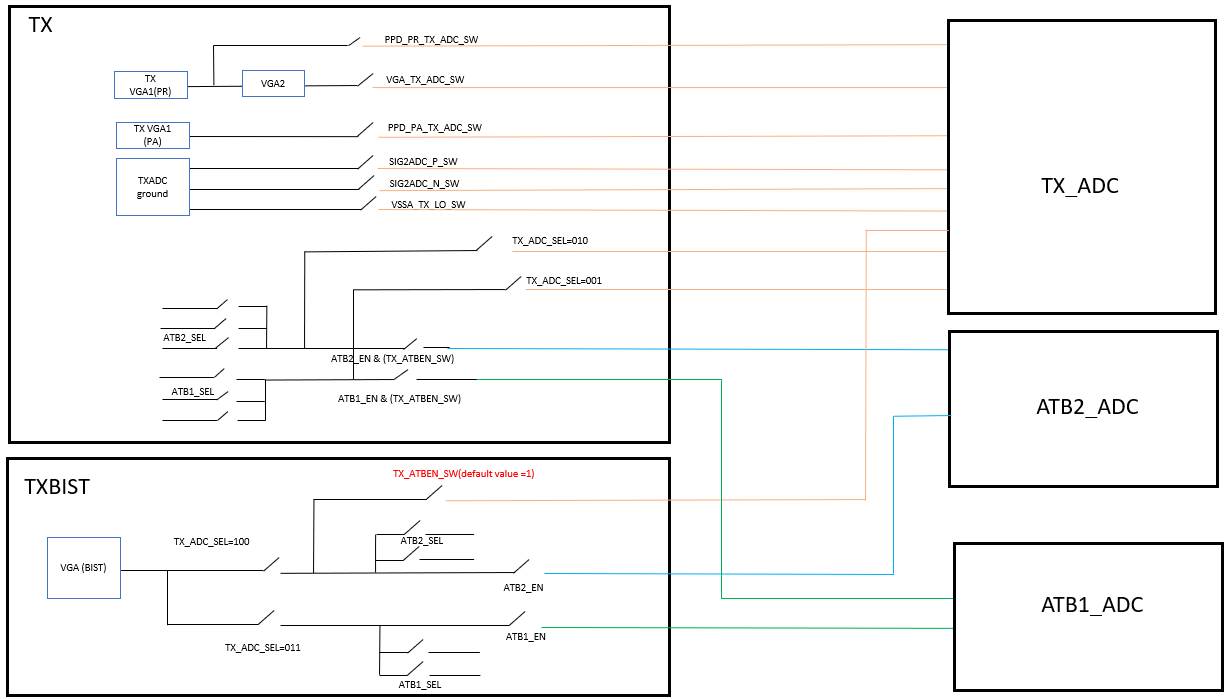 TX
PPD_PR_TX_ADC_SW
TX
VGA1(PR)
VGA2
VGA_TX_ADC_SW
TX VGA1
(PA)
PPD_PA_TX_ADC_SW
TXADC
ground
SIG2ADC_P_SW
SIG2ADC_N_SW
VSSA_TX_LO_SW
TX_ADC
TX_ADC_SEL=010
TX_ADC_SEL=001
ATB2_SEL
ATB2_EN & (TX_ATBEN_SW)
ATB1_SEL
ATB1_EN & (TX_ATBEN_SW)
ATB2_ADC
TXBIST
TX_ATBEN_SW(default value =1)
TX_ADC_SEL=100
ATB2_SEL
VGA (BIST)
ATB2_EN
ATB1_EN
TX_ADC_SEL=011
ATB1_SEL
ATB1_ADC